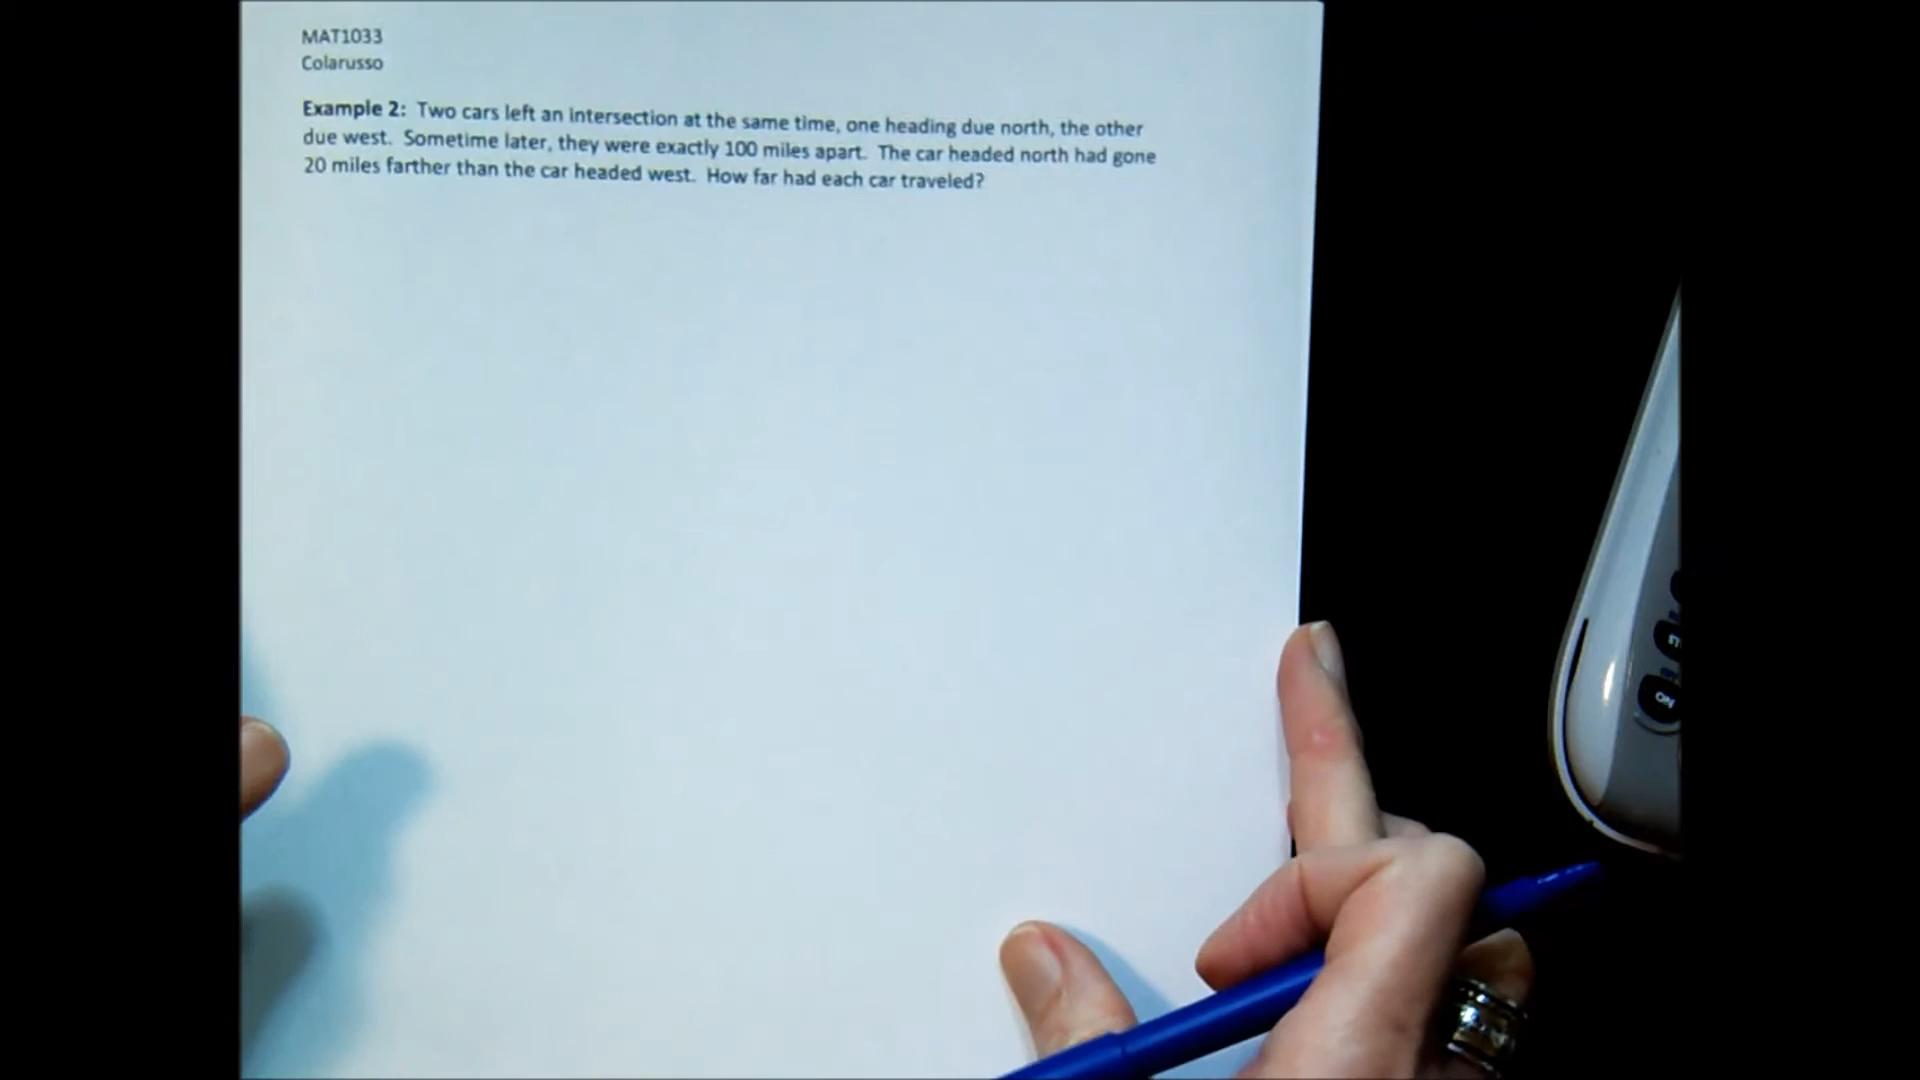 MAT1033
Colarusso
Example 2: Two cars left an intersection at the same time, one heading due north, the other
due west. Sometime later, they were exactly 100 miles apart. The car headed north had gone
20 miles farther than the car headed west. How far had each car traveled?
ON